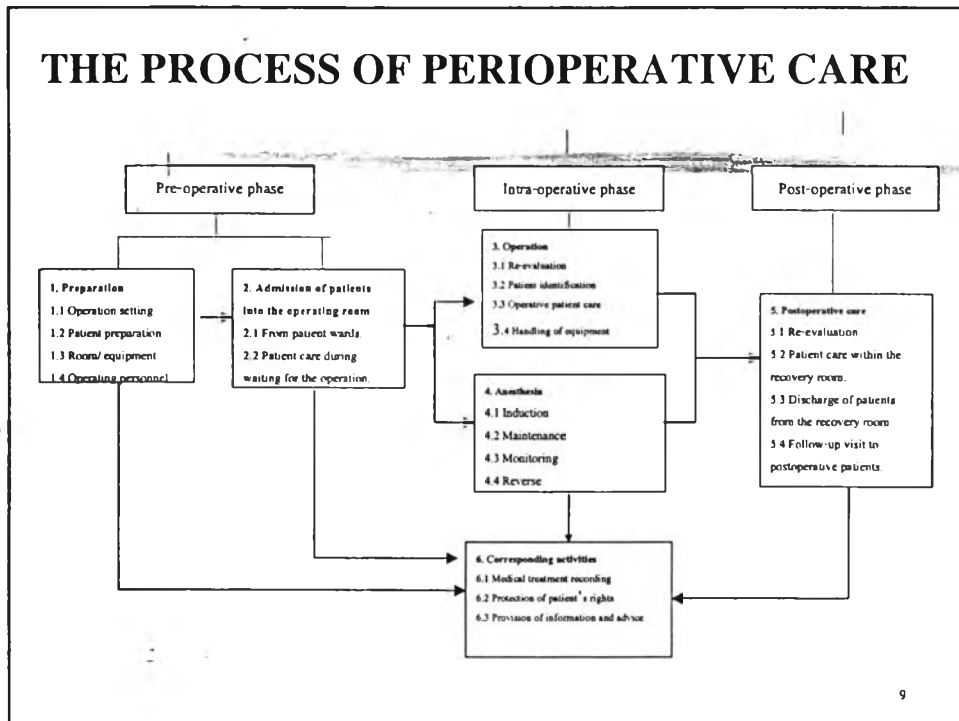 THE PROCESS OF PERIOPERATIVE CARE
Pre-operative phase
Intra-operative phase
Post-operative phase
1. Preparation
1.1 Operation setting
1.2 Patient preparation
1.3 Room/ equipment
1.4 Operating personnel
2. Admission of patients
into the operating room
2.1 From patient wards.
2.2 Patient care during
waiting for the operation.
3. Operation
3.1 Re-evaluation
3.2 Patient identification
3.3 Operative patient care
3.4 Handling of equipment
4. Anesthesia
4.1 Induction
4.2 Maintenance
4.3 Monitoring
4.4 Reverse
5. Postoperative care
5.1 Re-evaluation
5.2 Patient care within the
recovery room.
5.3 Discharge of patients
from the recovery room
5.4 Follow-up visit to
postoperative patients.
6. Corresponding activities
6.1 Medical treatment recording
6.2 Protection of patient's rights
6.3 Provision of information and advice
9